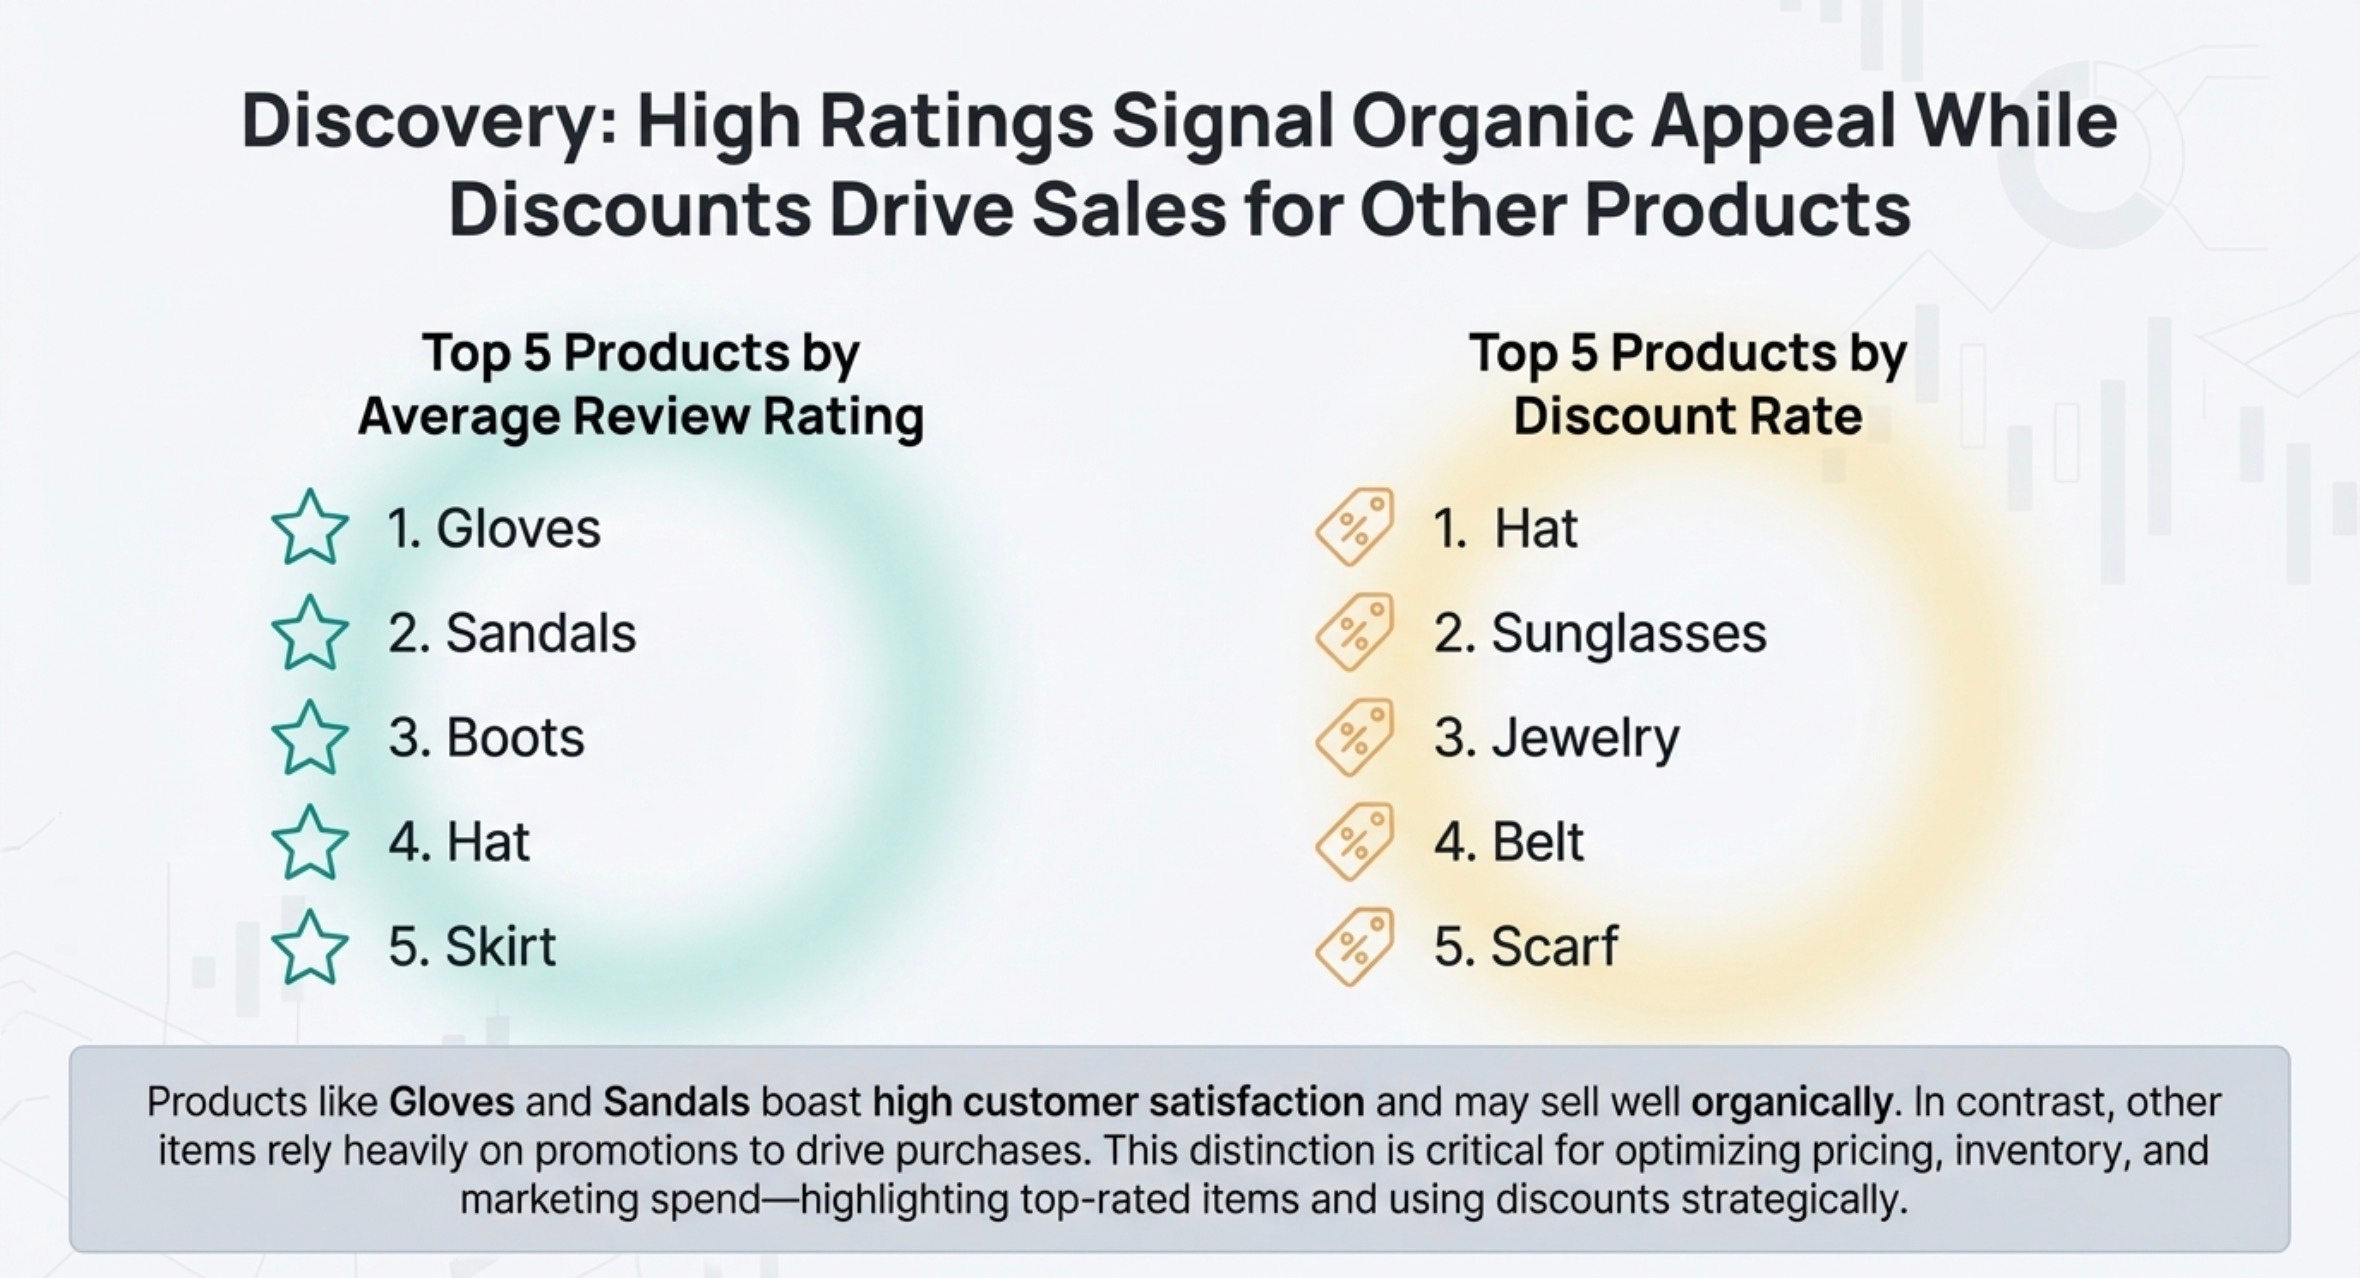 Discovery: High Ratings Signal Organic Appeal While
Discounts Drive Sales for Other Products
Top 5 Products by
Average Review Rating
1. Gloves
2. Sandals
3. Boots
4. Hat
5. Skirt
Top 5 Products by
Discount Rate
1. Hat
2. Sunglasses
3. Jewelry
4. Belt
5. Scarf
Products like Gloves and Sandals boast high customer satisfaction and may sell well organically. In contrast, other
items rely heavily on promotions to drive purchases. This distinction is critical for optimizing pricing, inventory, and
marketing spend—highlighting top-rated items and using discounts strategically.